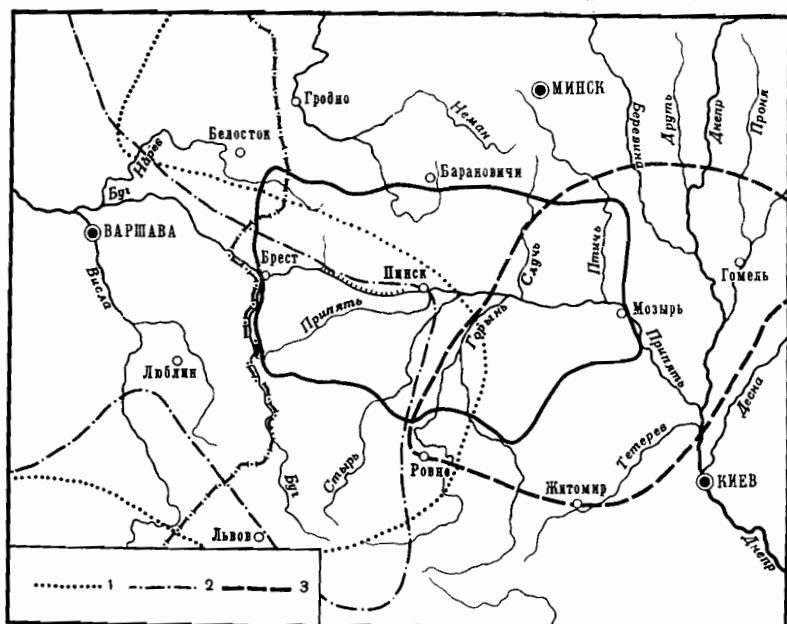 Гродно
МИНСК
Неман
Березина
Друть
Днепр
Проня
Белосток
Нарев
Барановичи
Буг
ВАРШАВА
Висла
Брест
Пинск
Случь
Птичь
Гомель
Припять
Горынь
Мозырь
Припять
Люблин
Десна
Стырь
Тетерев
Буг
Ровно
Житомир
КИЕВ
Львов
Днепр
1 2 3